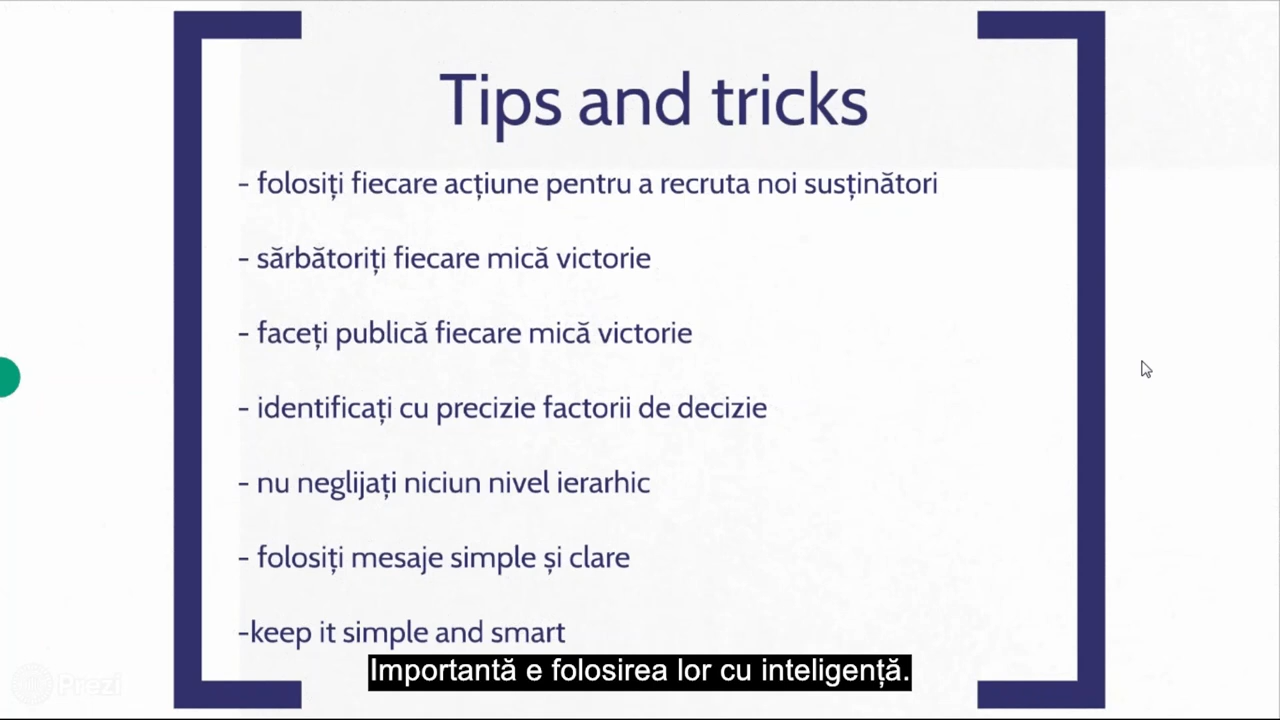 Tips and tricks
- folosiți fiecare acțiune pentru a recruta noi susținători
- sărbătoriți fiecare mică victorie
- faceți publică fiecare mică victorie
- identificați cu precizie factorii de decizie
- nu neglijați niciun nivel ierarhic
- folosiți mesaje simple și clare
-keep it simple and smart
Importantă e folosirea lor cu inteligență.
Prezi